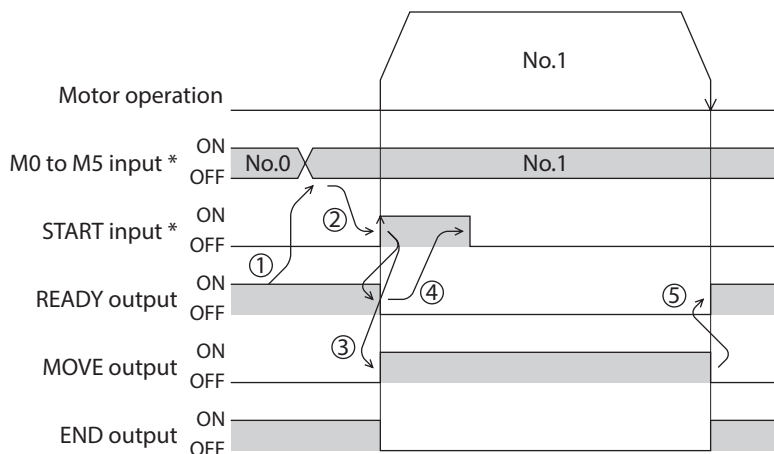 No.1
Motor operation
M0 to M5 input *
ON
OFF
No.0
No.1
START input *
ON
OFF
②
①
READY output
ON
OFF
④
⑤
③
MOVE output
ON
OFF
END output
ON
OFF